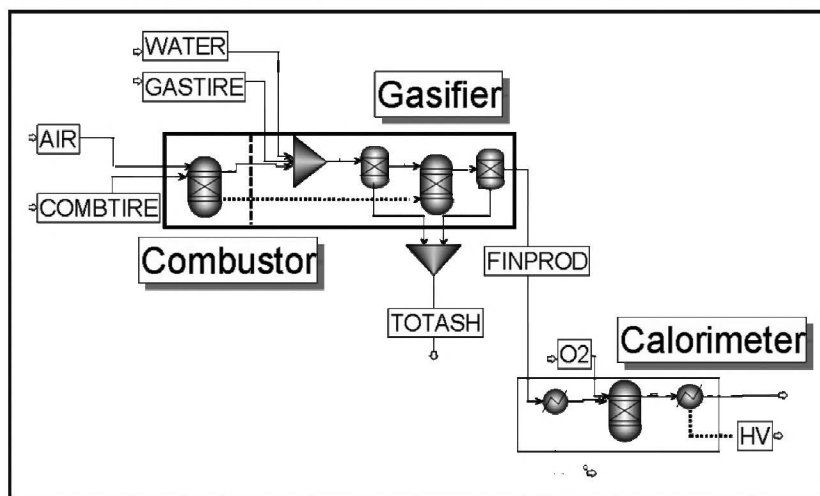 WATER
GASTIRE
Gasifier
AIR
COMBTIRE
Combustor
FINPROD
TOTASH
O2
Calorimeter
HV